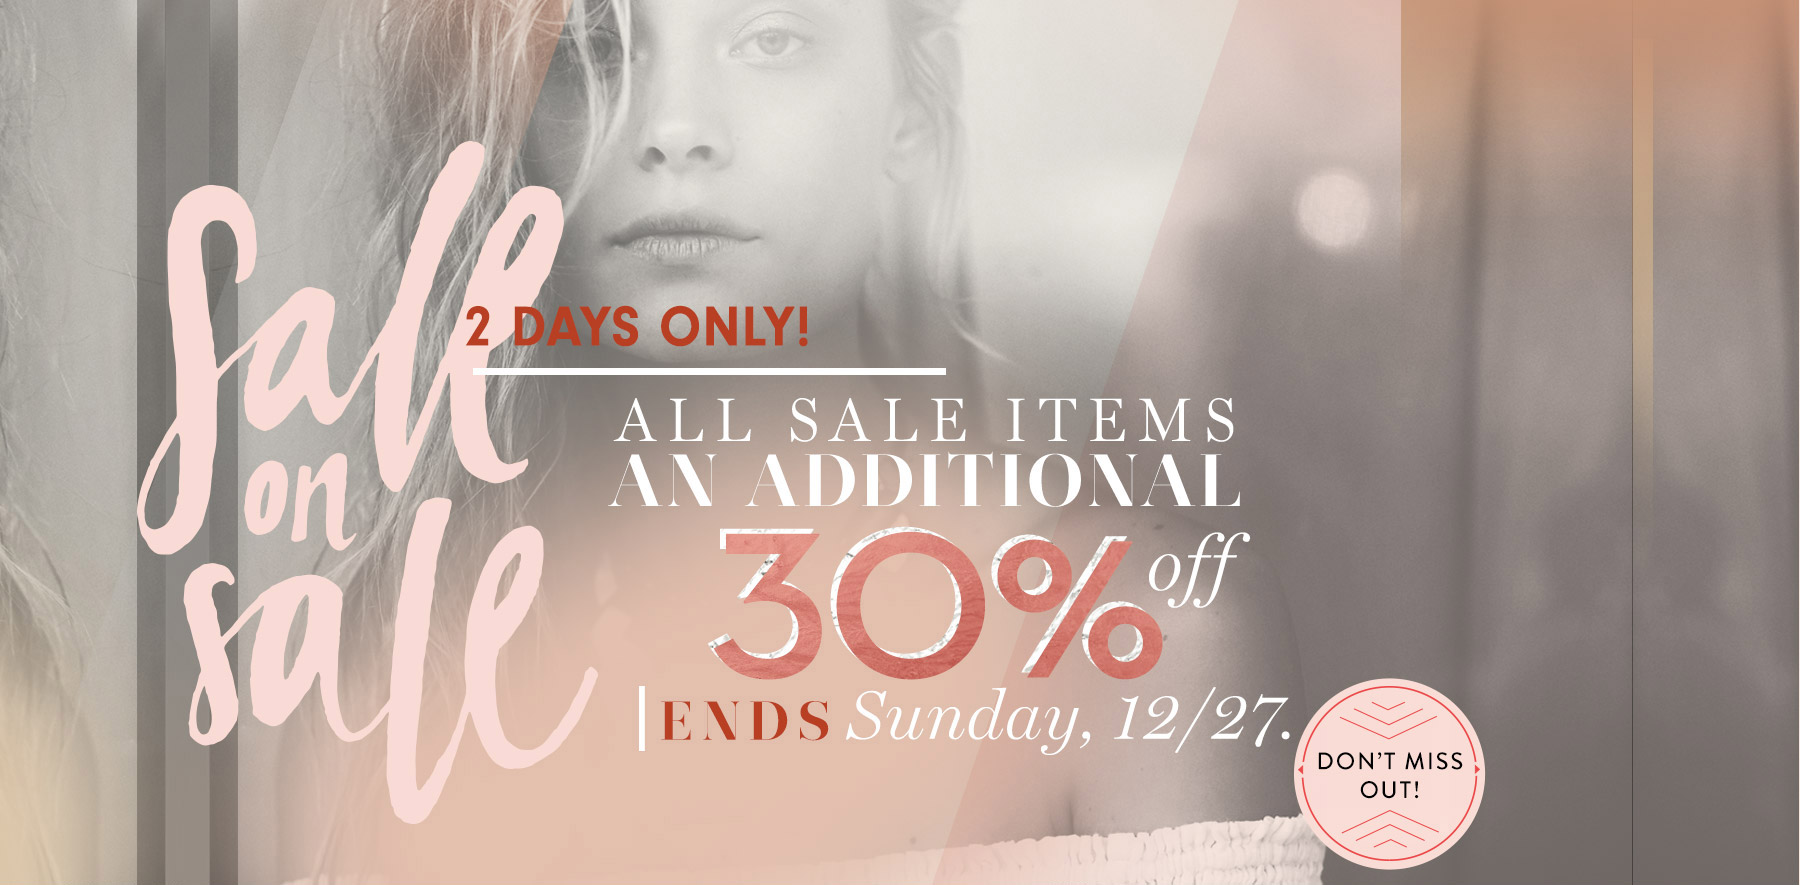 Sale
on
sale
2 DAYS ONLY!
ALL SALE ITEMS
AN ADDITIONAL
30% off
ENDS Sunday, 12/27.
DON'T MISS
OUT!